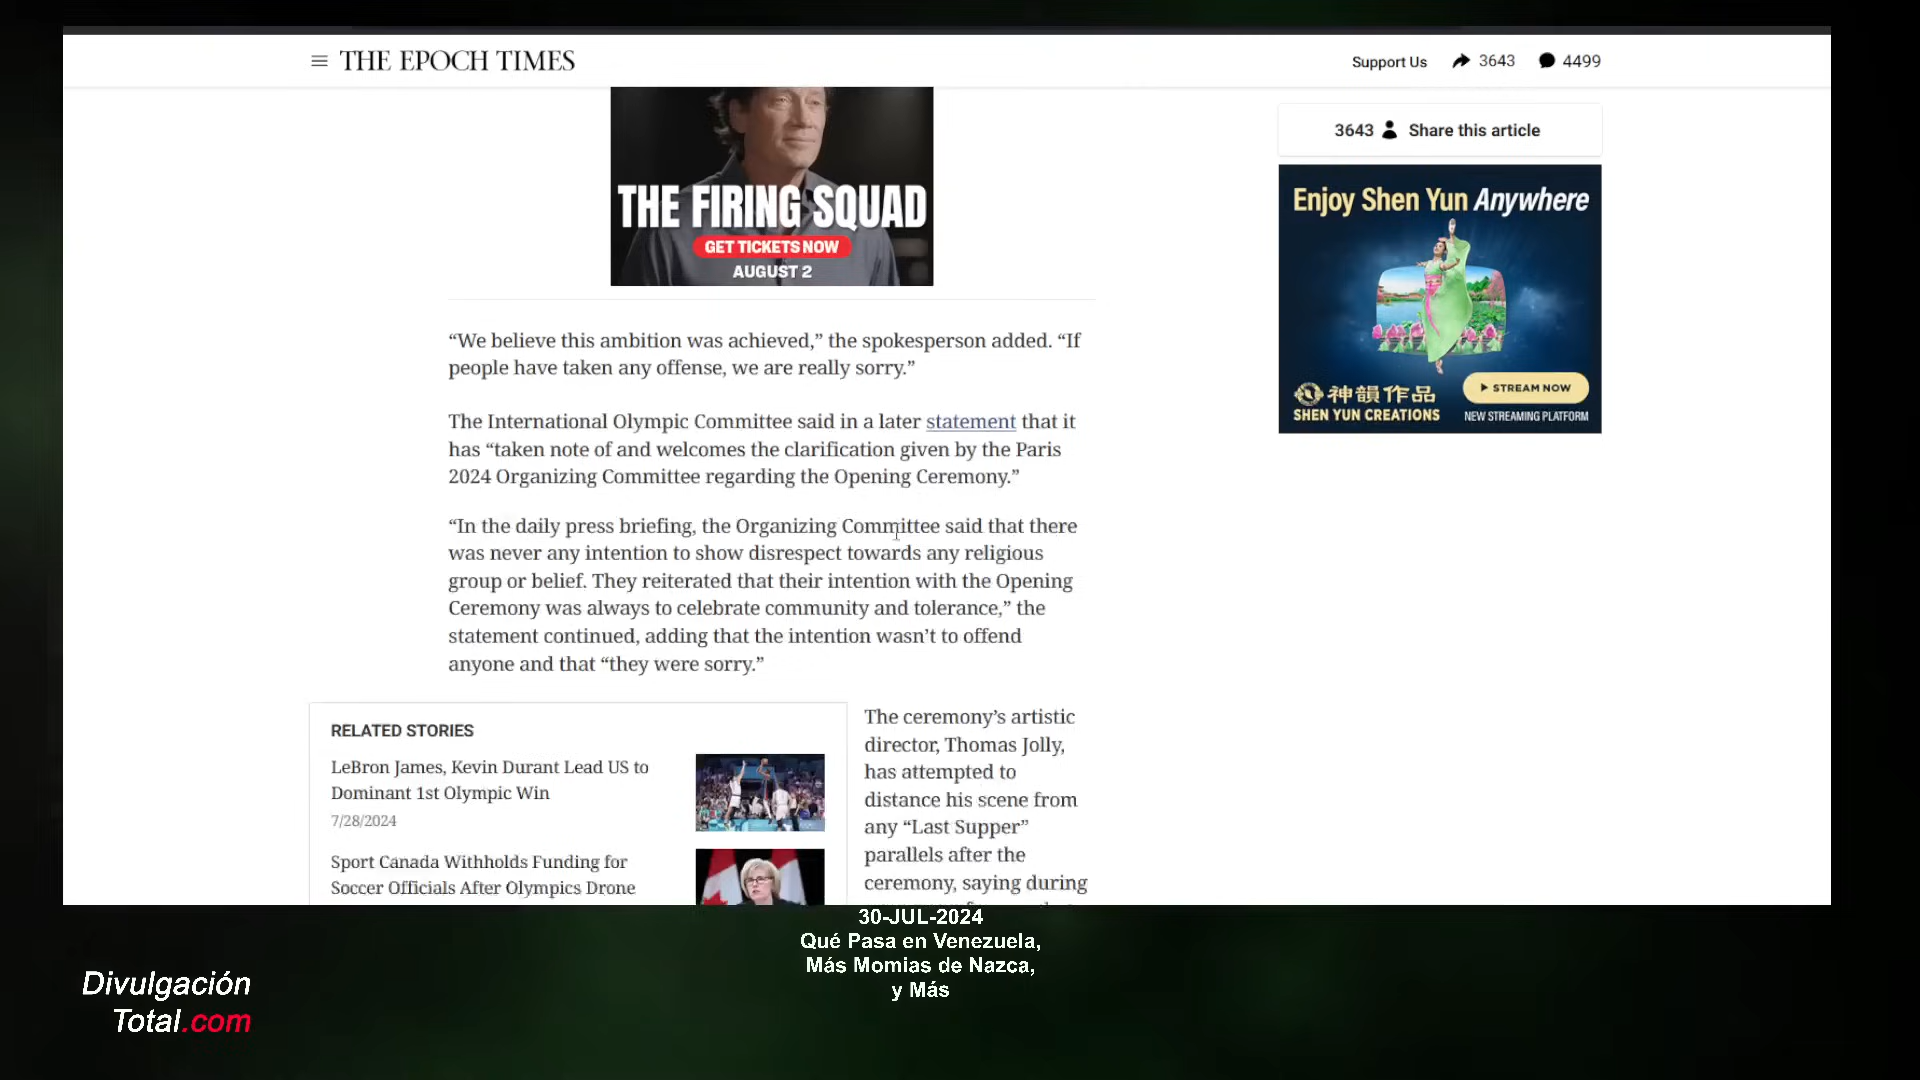 THE EPOCH TIMES
Support Us
3643
4499
THE FIRING SQUAD
GET TICKETS NOW
AUGUST 2
3643
Share this article
Enjoy Shen Yun Anywhere
神韻作品
SHEN YUN CREATIONS
STREAM NOW
NEW STREAMING PLATFORM
“We believe this ambition was achieved,” the spokesperson added. “If
people have taken any offense, we are really sorry.”
The International Olympic Committee said in a later statement that it
has “taken note of and welcomes the clarification given by the Paris
2024 Organizing Committee regarding the Opening Ceremony.”
“In the daily press briefing, the Organizing Committee said that there
was never any intention to show disrespect towards any religious
group or belief. They reiterated that their intention with the Opening
Ceremony was always to celebrate community and tolerance,” the
statement continued, adding that the intention wasn’t to offend
anyone and that “they were sorry.”
RELATED STORIES
LeBron James, Kevin Durant Lead US to
Dominant 1st Olympic Win
7/28/2024
Sport Canada Withholds Funding for
Soccer Officials After Olympics Drone
The ceremony’s artistic
director, Thomas Jolly,
has attempted to
distance his scene from
any “Last Supper”
parallels after the
ceremony, saying during
30-JUL-2024
Qué Pasa en Venezuela,
Más Momias de Nazca,
y Más
Divulgación
Total.com